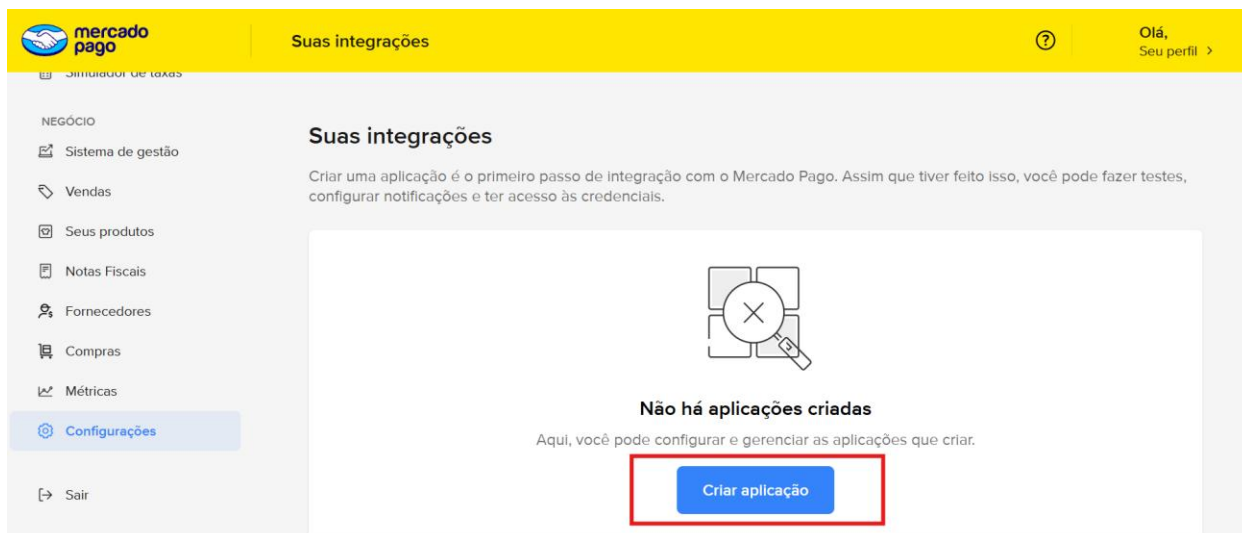 mercado
pago
Suas integrações
Olá,
Seu perfil >
Simulador de taxas
NEGÓCIO
Sistema de gestão
Vendas
Seus produtos
Notas Fiscais
Fornecedores
Compras
Métricas
Configurações
Sair
Suas integrações
Criar uma aplicação é o primeiro passo de integração com o Mercado Pago. Assim que tiver feito isso, você pode fazer testes,
configurar notificações e ter acesso às credenciais.
Não há aplicações criadas
Aqui, você pode configurar e gerenciar as aplicações que criar.
Criar aplicação